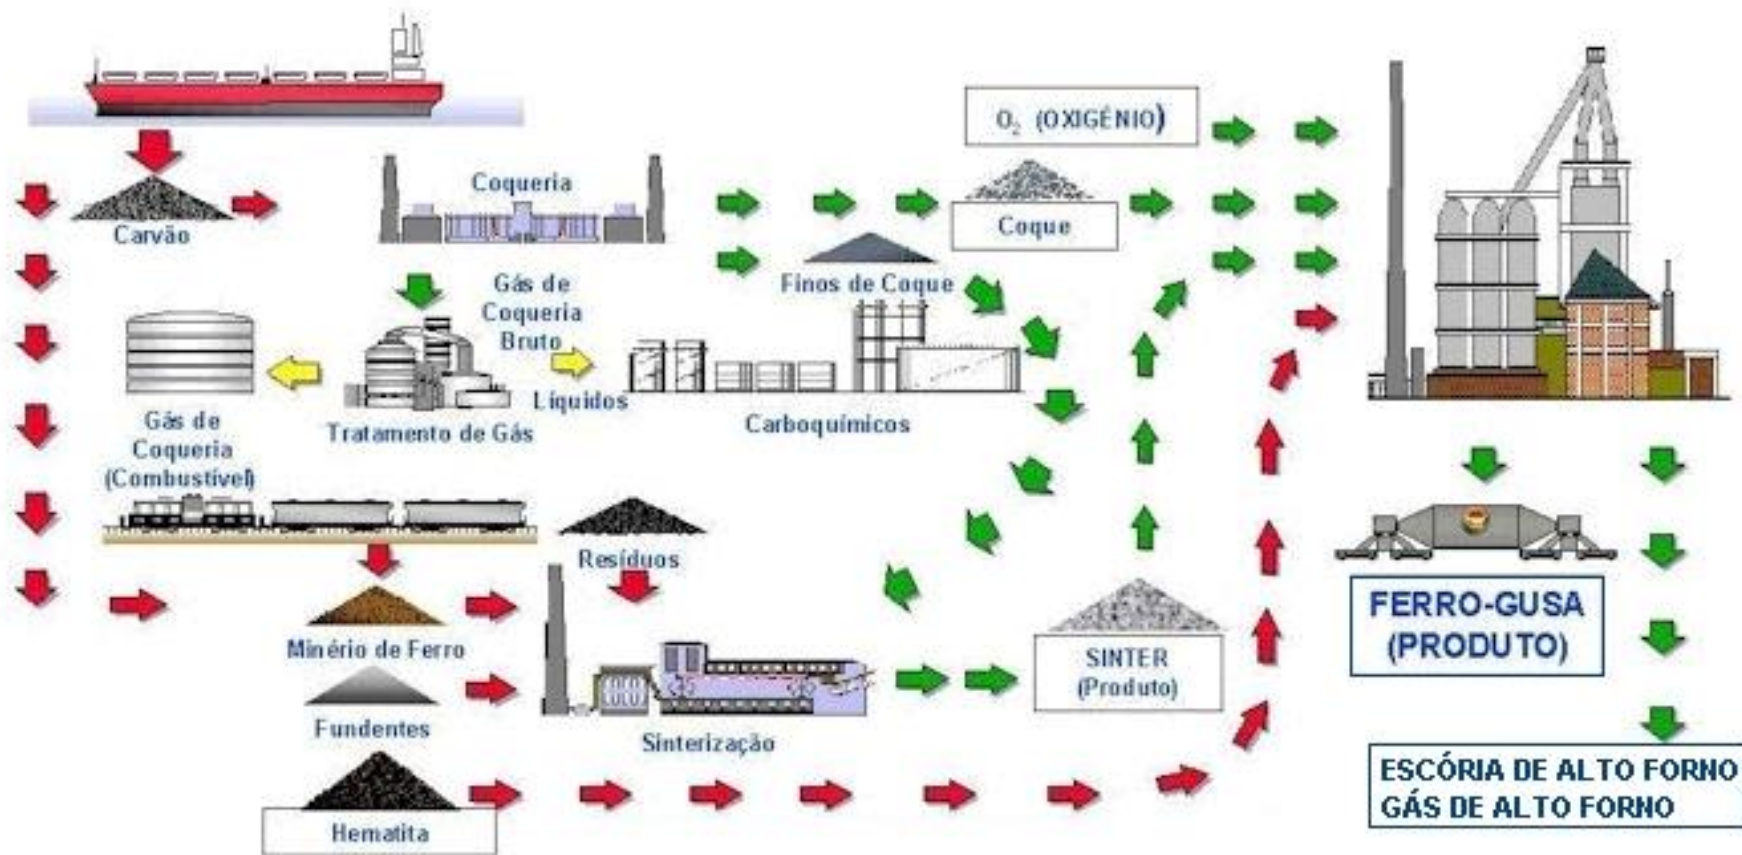 O₂ (OXIGÊNIO)
Coqueria
Carvão
Coque
Finos de Coque
Gás de
Coqueria
Bruto
Líquidos
Tratamento de Gás
Carboquímicos
Gás de
Coqueria
(Combustível)
Resíduos
Minério de Ferro
Fundentes
Sinterização
Hematita
SINTER
(Produto)
FERRO-GUSA
(PRODUTO)
ESCÓRIA DE ALTO FORNO
GÁS DE ALTO FORNO